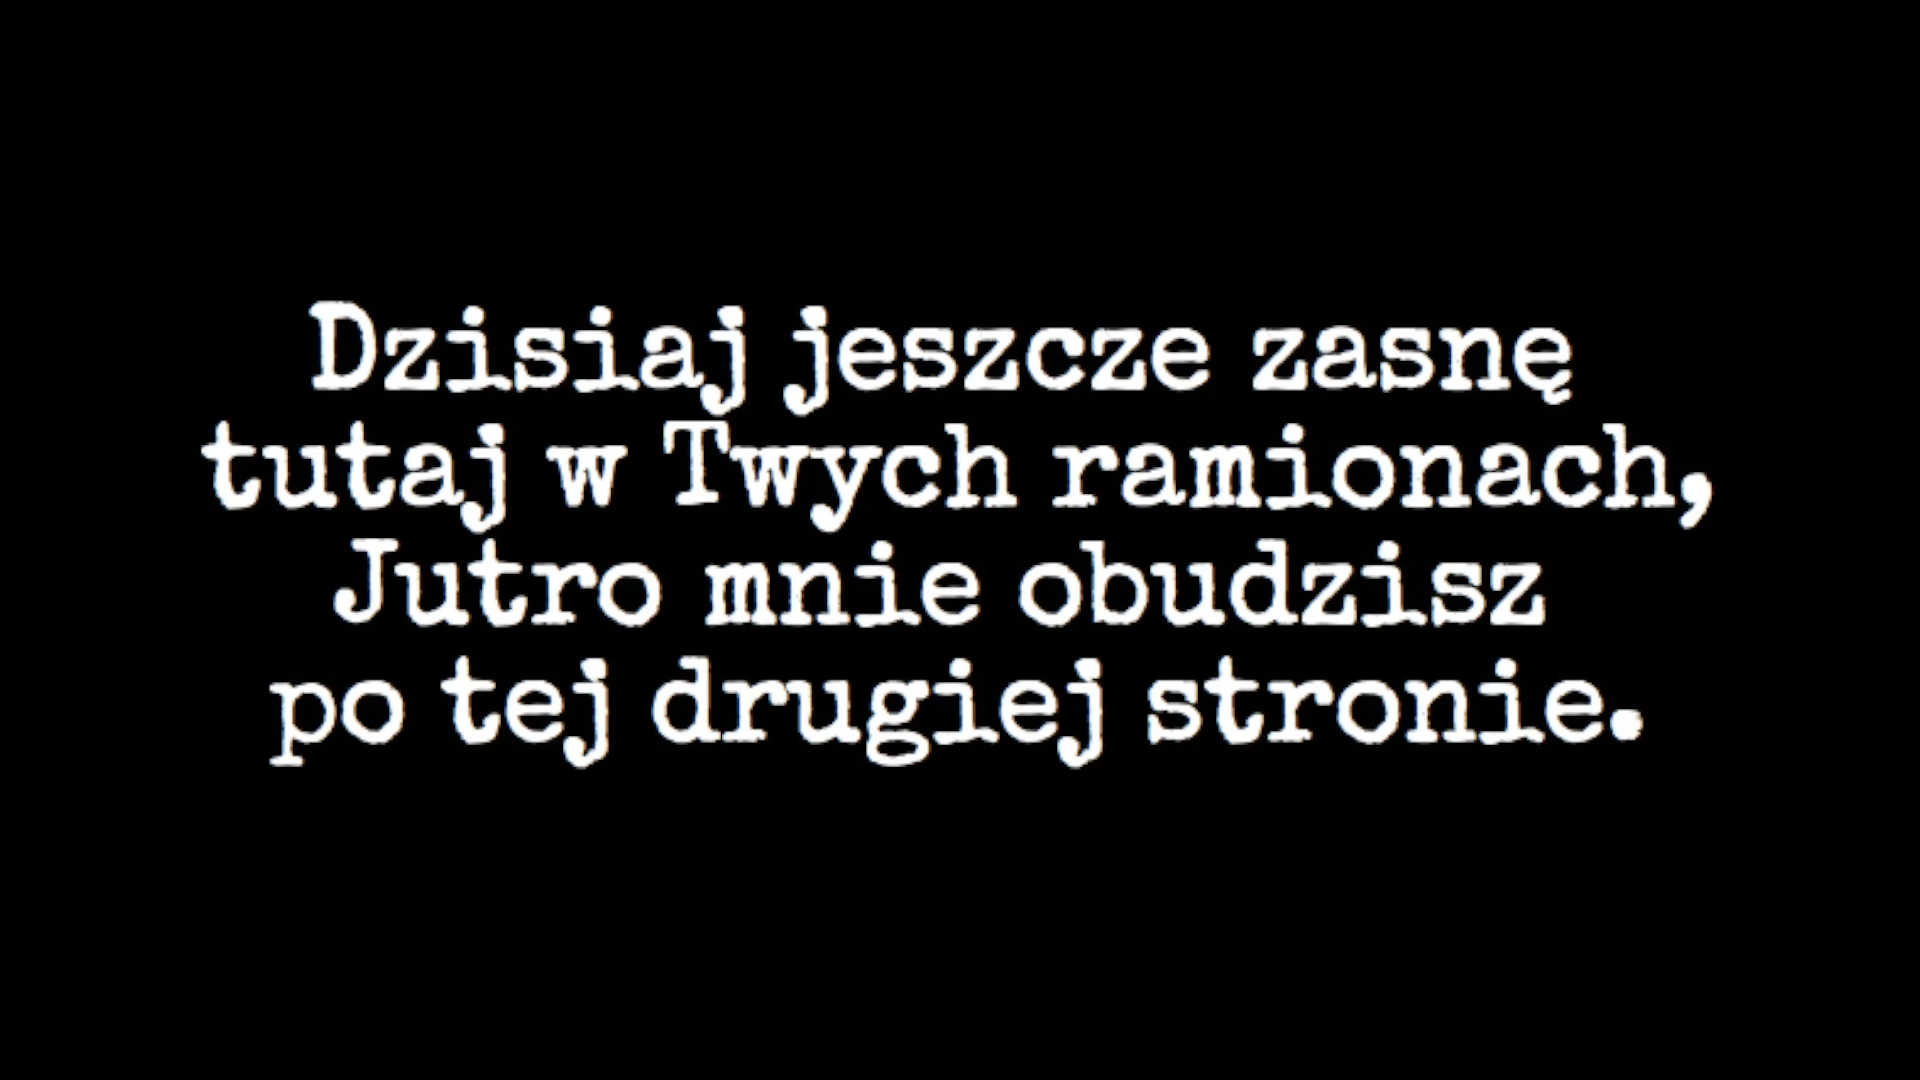 Dzisiaj jeszcze zasnę
tutaj w Twych ramionach,
Jutro mnie obudzisz
po tej drugiej stronie.